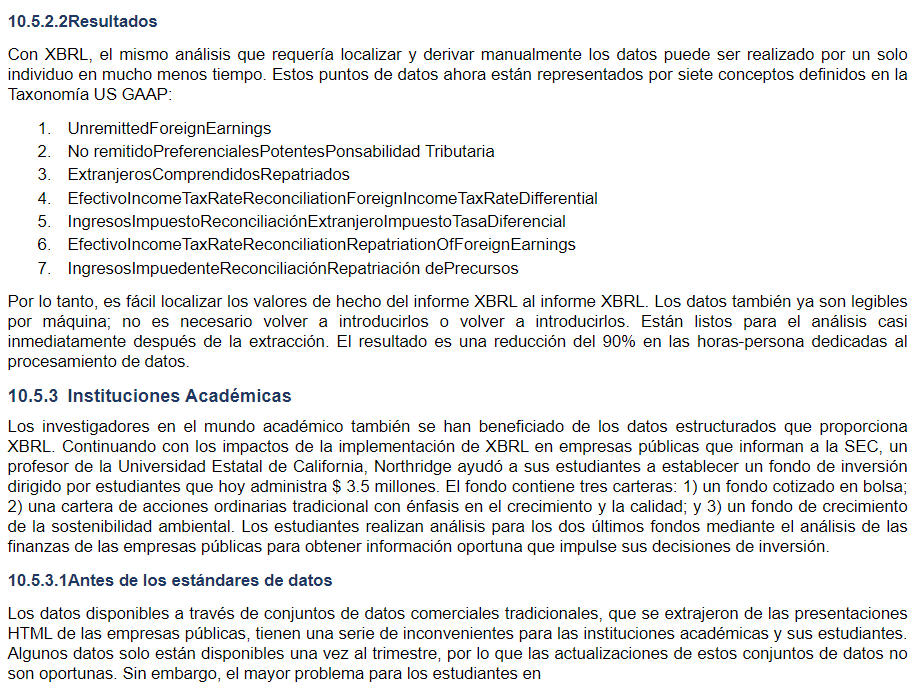 10.5.2.2Resultados
Con XBRL, el mismo análisis que requería localizar y derivar manualmente los datos puede ser realizado por un solo
individuo en mucho menos tiempo. Estos puntos de datos ahora están representados por siete conceptos definidos en la
Taxonomía US GAAP:
1. UnremittedForeignEarnings
2. No remitidoPreferencialesPotentesPonsabilidad Tributaria
3. ExtranjerosComprendidosRepatriados
4. EfectivoIncomeTaxRateReconciliationForeignIncomeTaxRateDifferential
5. IngresosImpuestoReconciliaciónExtranjeroImpuestoTasaDiferencial
6. EfectivoIncomeTaxRateReconciliationRepatriationOfForeignEarnings
7. IngresosImpuedenteReconciliaciónRepatriación dePrecursos
Por lo tanto, es fácil localizar los valores de hecho del informe XBRL al informe XBRL. Los datos también ya son legibles
por máquina; no es necesario volver a introducirlos o volver a introducirlos. Están listos para el análisis casi
inmediatamente después de la extracción. El resultado es una reducción del 90% en las horas-persona dedicadas al
procesamiento de datos.
10.5.3 Instituciones Académicas
Los investigadores en el mundo académico también se han beneficiado de los datos estructurados que proporciona
XBRL. Continuando con los impactos de la implementación de XBRL en empresas públicas que informan a la SEC, un
profesor de la Universidad Estatal de California, Northridge ayudó a sus estudiantes a establecer un fondo de inversión
dirigido por estudiantes que hoy administra $ 3.5 millones. El fondo contiene tres carteras: 1) un fondo cotizado en bolsa;
2) una cartera de acciones ordinarias tradicional con énfasis en el crecimiento y la calidad; y 3) un fondo de crecimiento
de la sostenibilidad ambiental. Los estudiantes realizan análisis para los dos últimos fondos mediante el análisis de las
finanzas de las empresas públicas para obtener información oportuna que impulse sus decisiones de inversión.
10.5.3.1Antes de los estándares de datos
Los datos disponibles a través de conjuntos de datos comerciales tradicionales, que se extrajeron de las presentaciones
HTML de las empresas públicas, tienen una serie de inconvenientes para las instituciones académicas y sus estudiantes.
Algunos datos solo están disponibles una vez al trimestre, por lo que las actualizaciones de estos conjuntos de datos no
son oportunas. Sin embargo, el mayor problema para los estudiantes en